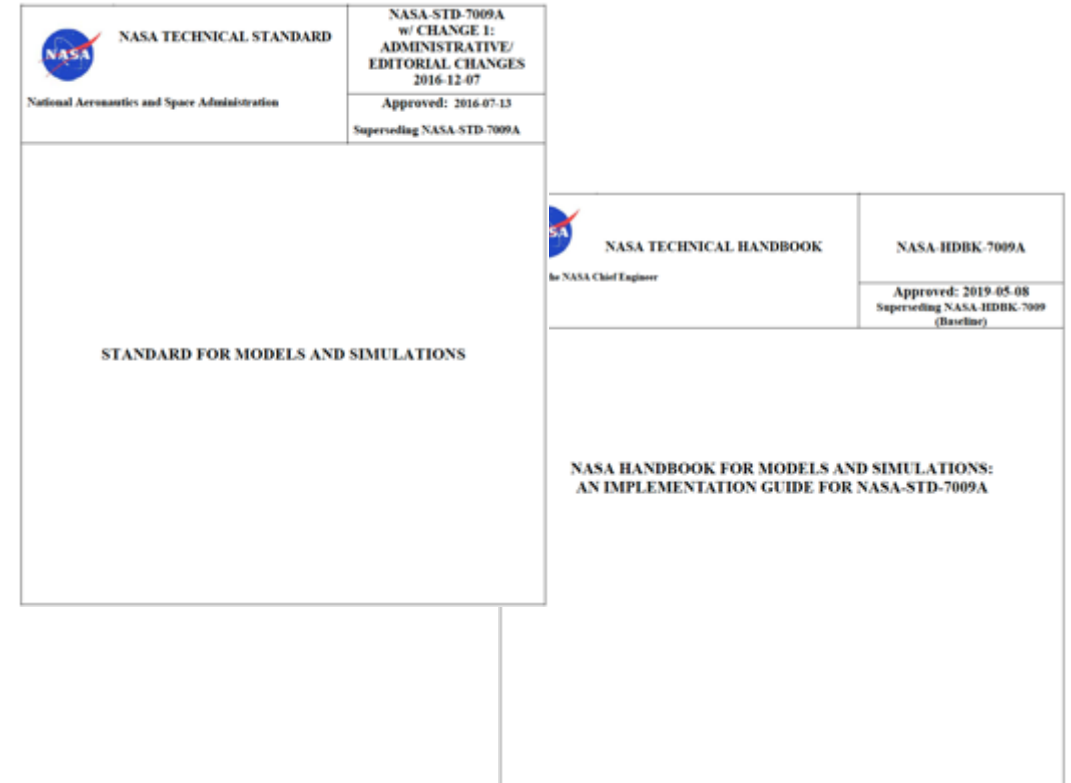 NASA
NASA TECHNICAL STANDARD
National Aeronautics and Space Administration
NASA-STD-7009A
w/ CHANGE 1:
ADMINISTRATIVE/
EDITORIAL CHANGES
2016-12-07
Approved: 2016-07-13
Superseding NASA-STD-7009A
STANDARD FOR MODELS AND SIMULATIONS
SA
NASA TECHNICAL HANDBOOK
he NASA Chief Engineer
NASA-HDBK-7009A
Approved: 2019-05-08
Superseding NASA-HDBK-7009
(Baseline)
NASA HANDBOOK FOR MODELS AND SIMULATIONS:
AN IMPLEMENTATION GUIDE FOR NASA-STD-7009A